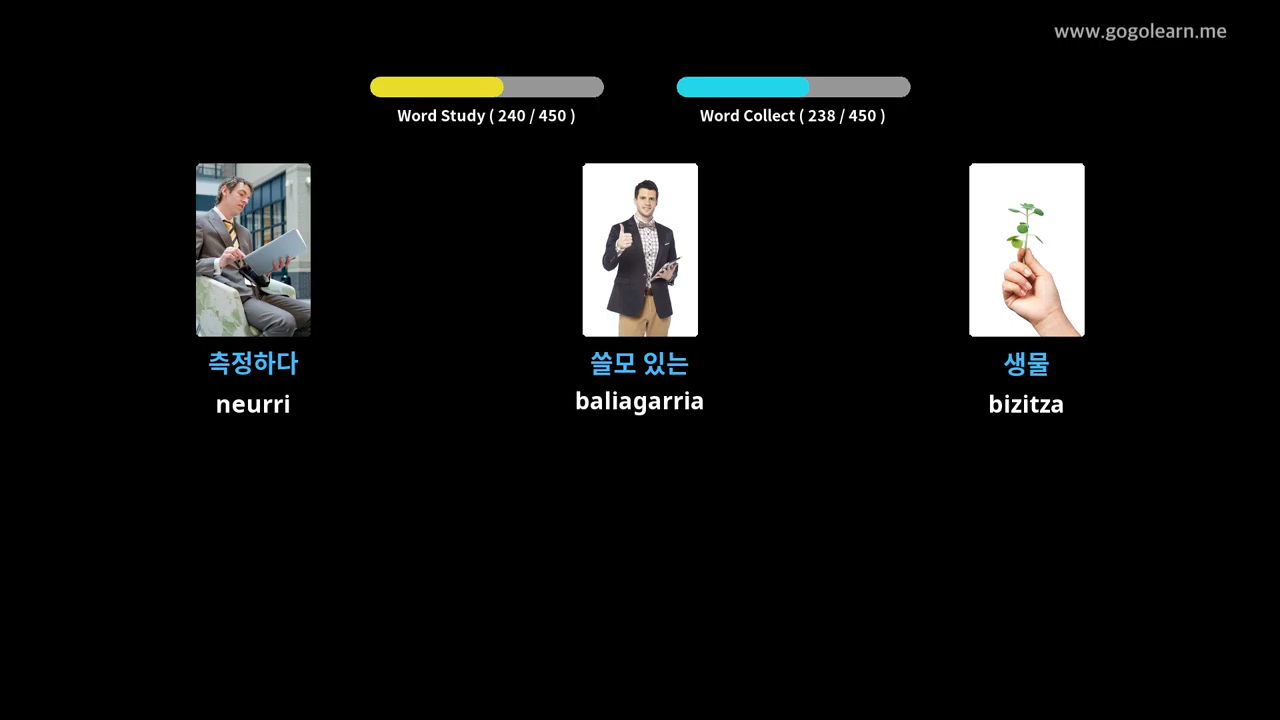 www.gogolearn.me
Word Study ( 240 / 450 )
Word Collect ( 238 / 450 )
측정하다
neurri
쓸모 있는
baliagarria
생물
bizitza